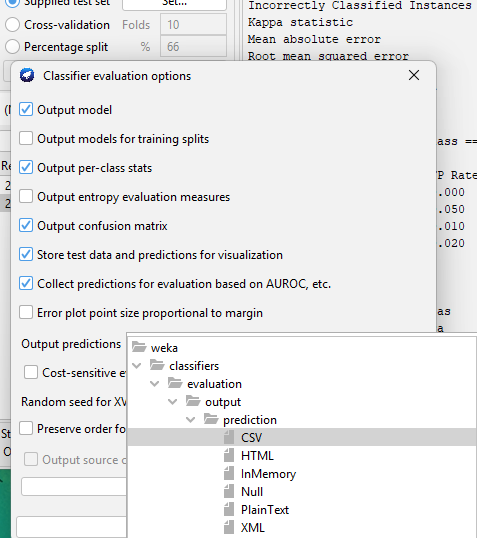 Supplied test set
Set...
Cross-validation Folds 10
Percentage split % 66
Incorrectly Classified Instances
Kappa statistic
Mean absolute error
Root mean squared error
Classifier evaluation options
Output model
Output models for training splits
Output per-class stats
Output entropy evaluation measures
Output confusion matrix
Store test data and predictions for visualization
Collect predictions for evaluation based on AUROC, etc.
Error plot point size proportional to margin
Output predictions
Cost-sensitive e
Random seed for XV
Preserve order fo
Output source c
weka
classifiers
evaluation
output
prediction
CSV
HTML
InMemory
Null
PlainText
XML
ass ==
P Rate
.000
.050
.010
.020
as
a